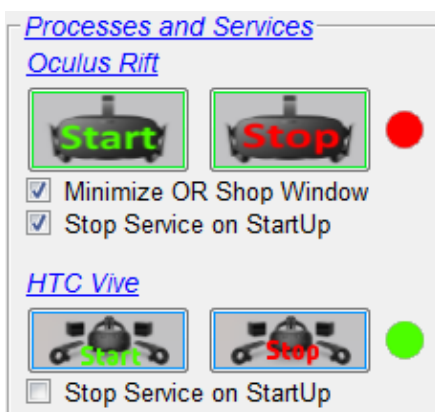 Processes and Services
Oculus Rift
Start Stop
Minimize OR Shop Window
Stop Service on StartUp
HTC Vive
Start Stop
Stop Service on StartUp